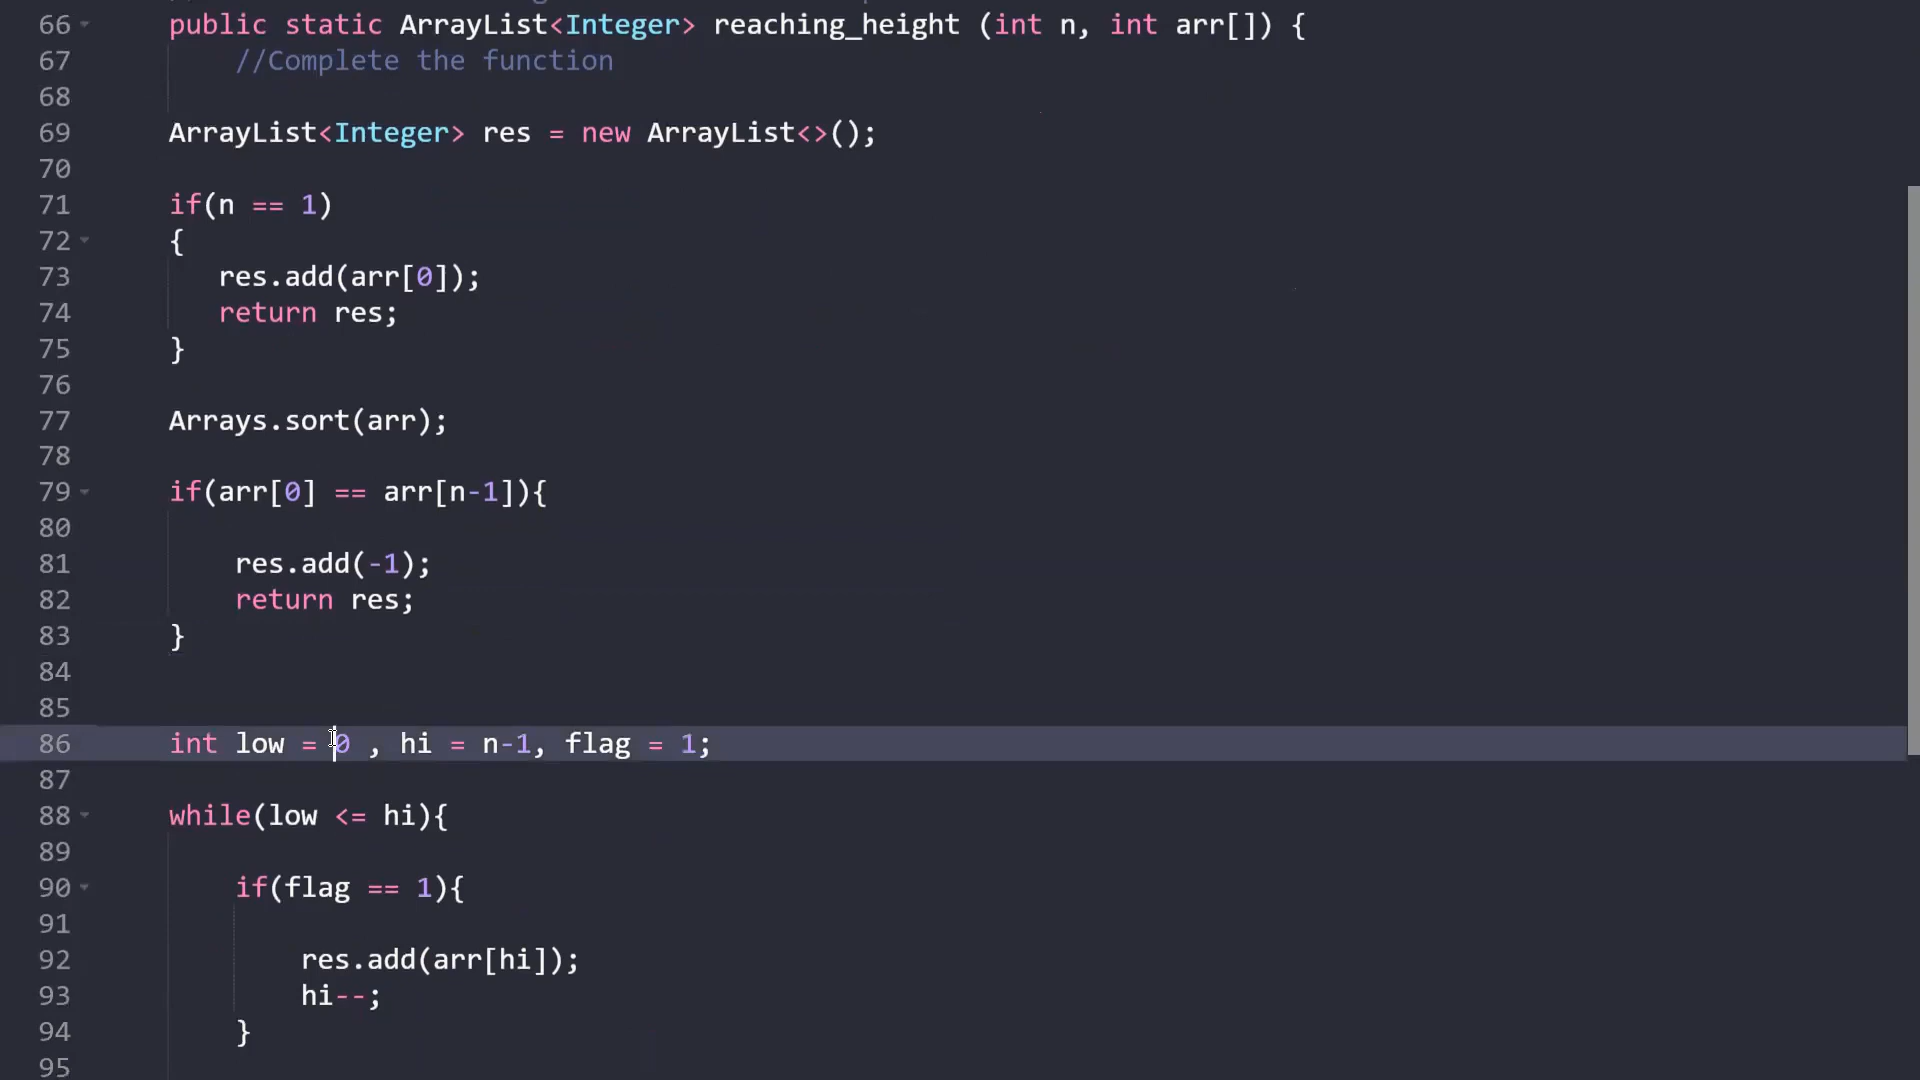 66 public static ArrayList<Integer> reaching_height (int n, int arr[]) {
67 //Complete the function
68
69 ArrayList<Integer> res = new ArrayList<>();
70
71 if(n == 1)
72 {
73 res.add(arr[0]);
74 return res;
75 }
76
77 Arrays.sort(arr);
78
79 if(arr[0] == arr[n-1]){
80
81 res.add(-1);
82 return res;
83 }
84
85
86 int low = 0 , hi = n-1, flag = 1;
87
88 while(low <= hi){
89
90 if(flag == 1){
91
92 res.add(arr[hi]);
93 hi--;
94 }
95